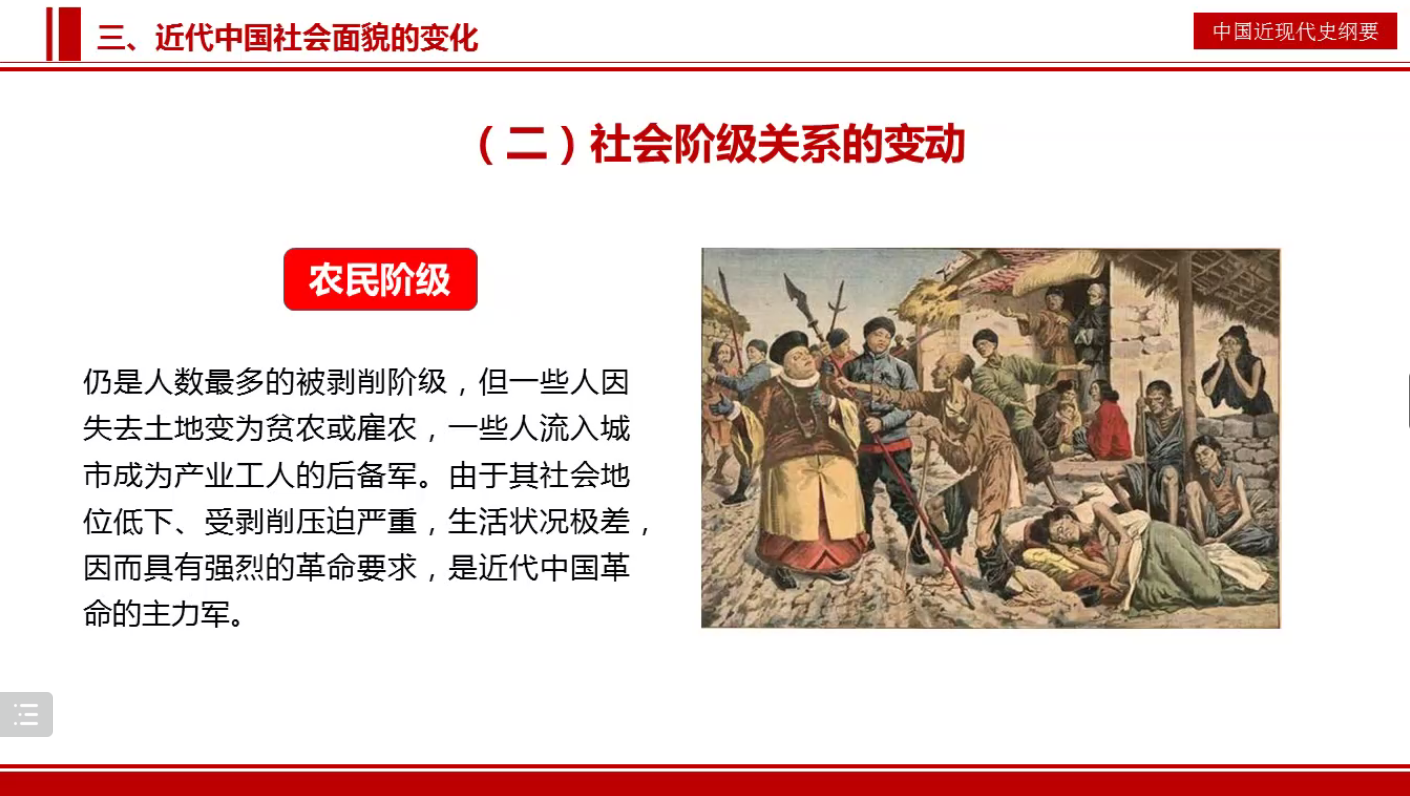 三、近代中国社会面貌的变化
中国近现代史纲要
（二）社会阶级关系的变动
农民阶级
仍是人数最多的被剥削阶级，但一些人因
失去土地变为贫农或雇农，一些人流入城
市成为产业工人的后备军。由于其社会地
位低下、受剥削压迫严重，生活状况极差，
因而具有强烈的革命要求，是近代中国革
命的主力军。